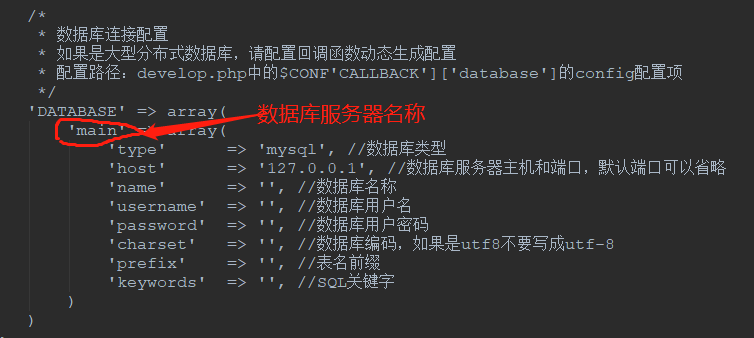 /*
* 数据库连接配置
* 如果是大型分布式数据库，请配置回调函数动态生成配置
* 配置路径：develop.php中的$CONF'CALLBACK']['database']的config配置项
*/
'DATABASE' => array( 数据库服务器名称
'main' => array(
'type' => 'mysql', //数据库类型
'host' => '127.0.0.1', //数据库服务器主机和端口，默认端口可以省略
'name' => '', //数据库名称
'username' => '', //数据库用户名
'password' => '', //数据库用户密码
'charset' => '', //数据库编码，如果是utf8不要写成utf-8
'prefix' => '', //表名前缀
'keywords' => '', //SQL关键字
)
)